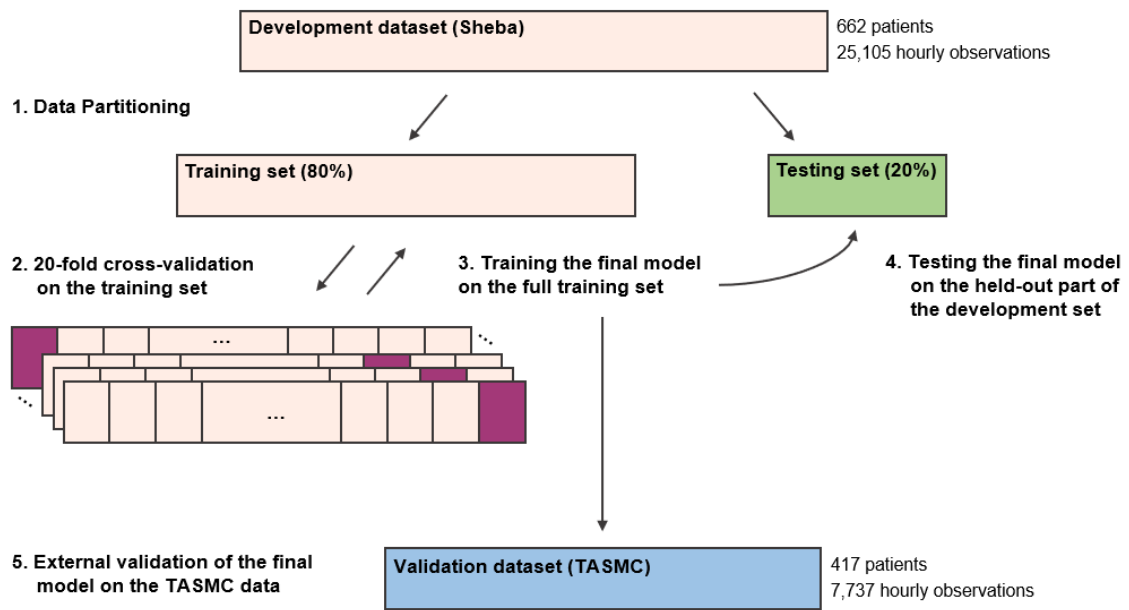 Development dataset (Sheba)
662 patients
25,105 hourly observations
1. Data Partitioning
Training set (80%)
Testing set (20%)
2. 20-fold cross-validation
on the training set
3. Training the final model
on the full training set
4. Testing the final model
on the held-out part of
the development set
...
...
...
...
5. External validation of the final
model on the TASMC data
Validation dataset (TASMC)
417 patients
7,737 hourly observations